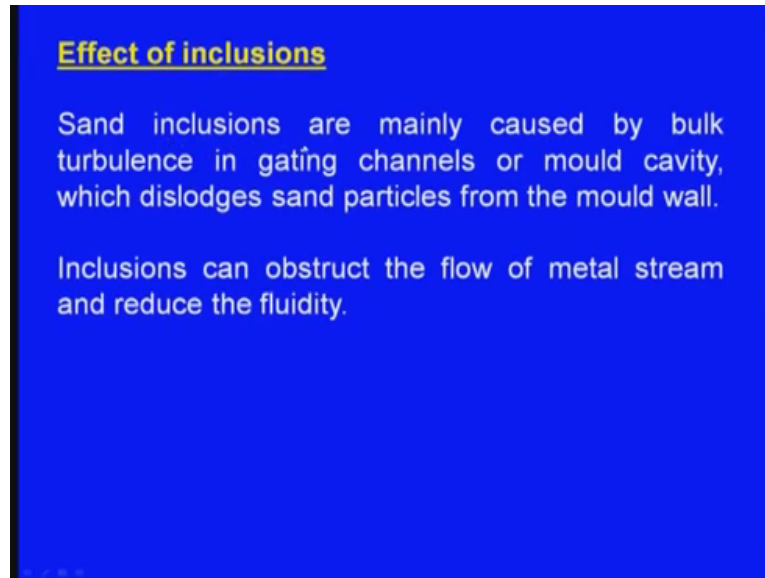 Effect of inclusions
Sand inclusions are mainly caused by bulk
turbulence in gating channels or mould cavity,
which dislodges sand particles from the mould wall.
Inclusions can obstruct the flow of metal stream
and reduce the fluidity.